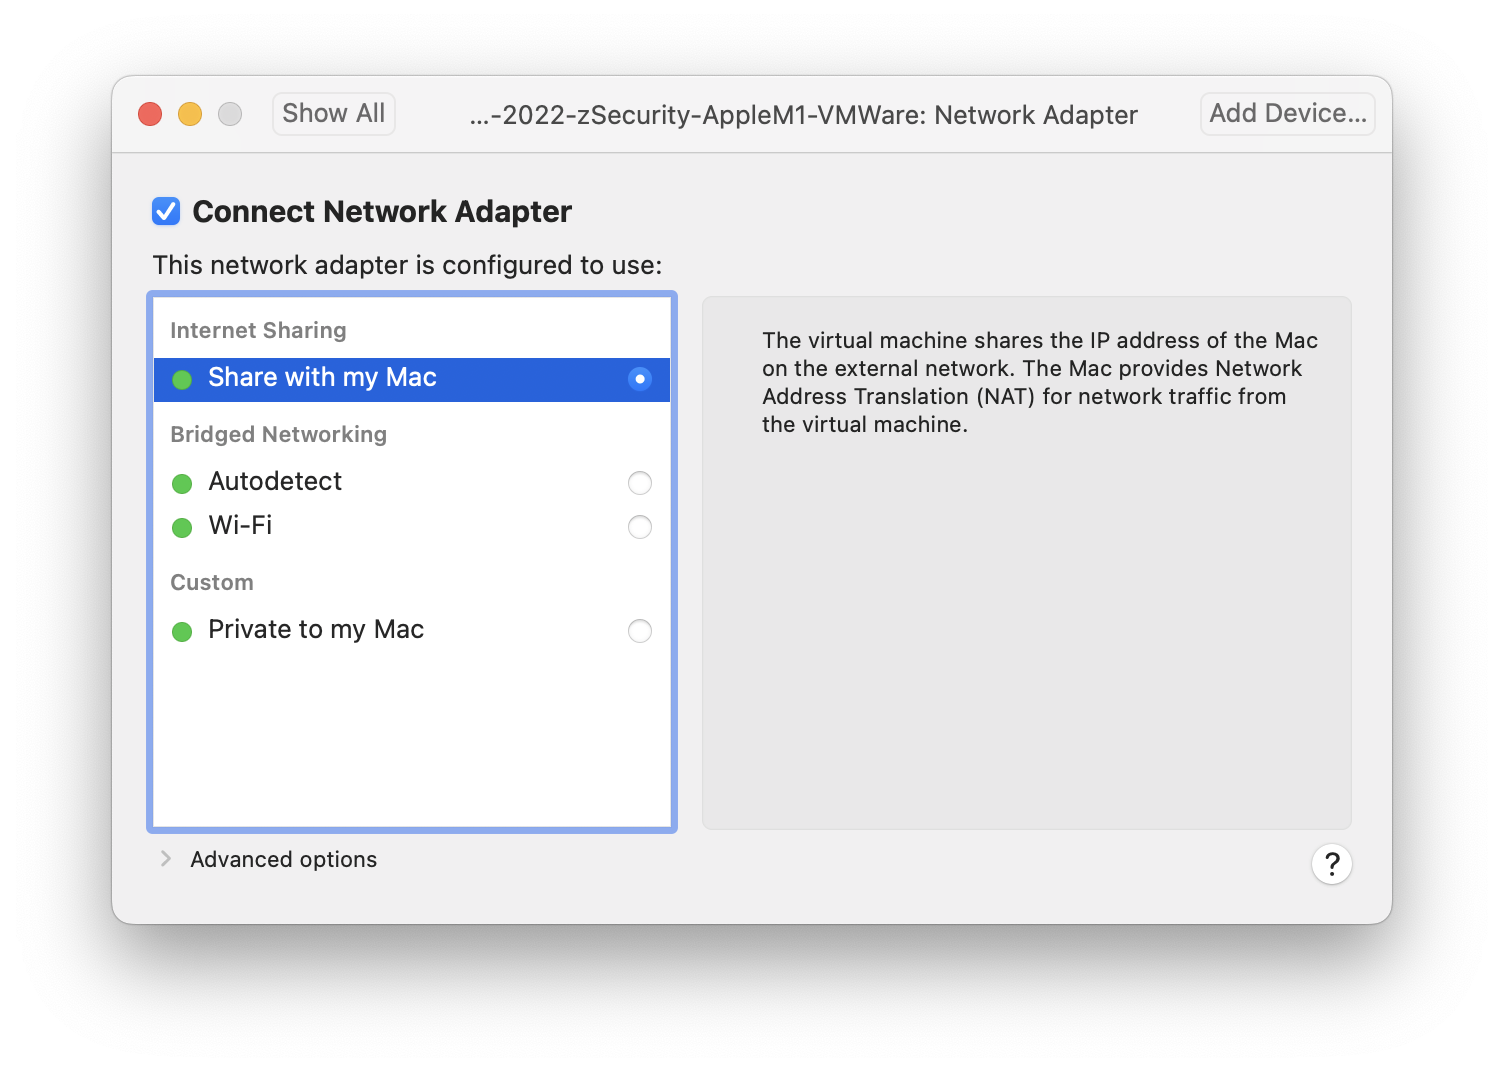 Show All
...-2022-zSecurity-AppleM1-VMWare: Network Adapter
Add Device...
Connect Network Adapter
This network adapter is configured to use:
Internet Sharing
Share with my Mac
Bridged Networking
Autodetect
Wi-Fi
Custom
Private to my Mac
The virtual machine shares the IP address of the Mac
on the external network. The Mac provides Network
Address Translation (NAT) for network traffic from
the virtual machine.
Advanced options
?